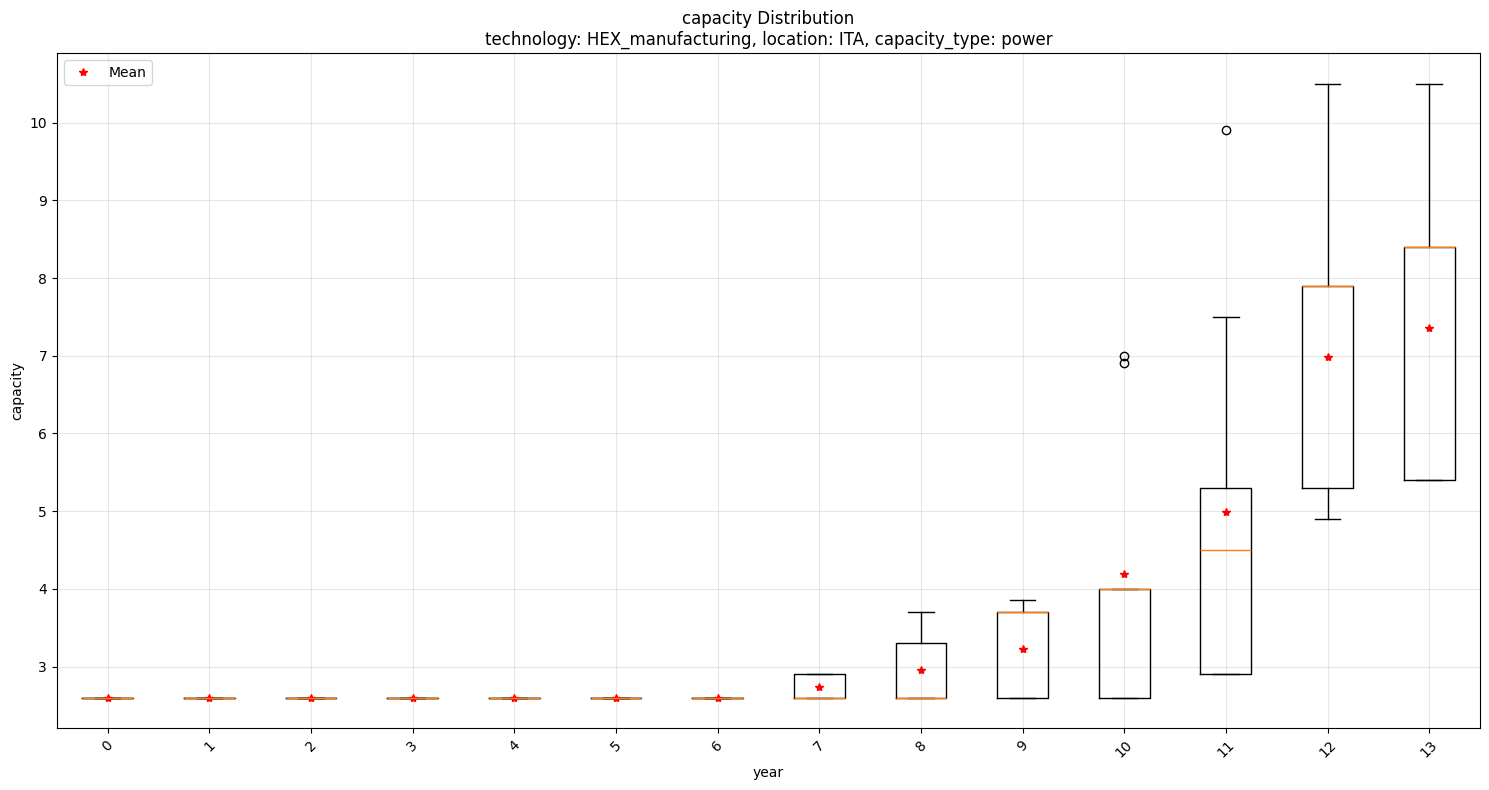 capacity Distribution
technology: HEX_manufacturing, location: ITA, capacity_type: power
Mean
10
9
8
7
6
5
4
3
capacity
0 1 2 3 4 5 6 7 8 9 10 11 12 13
year